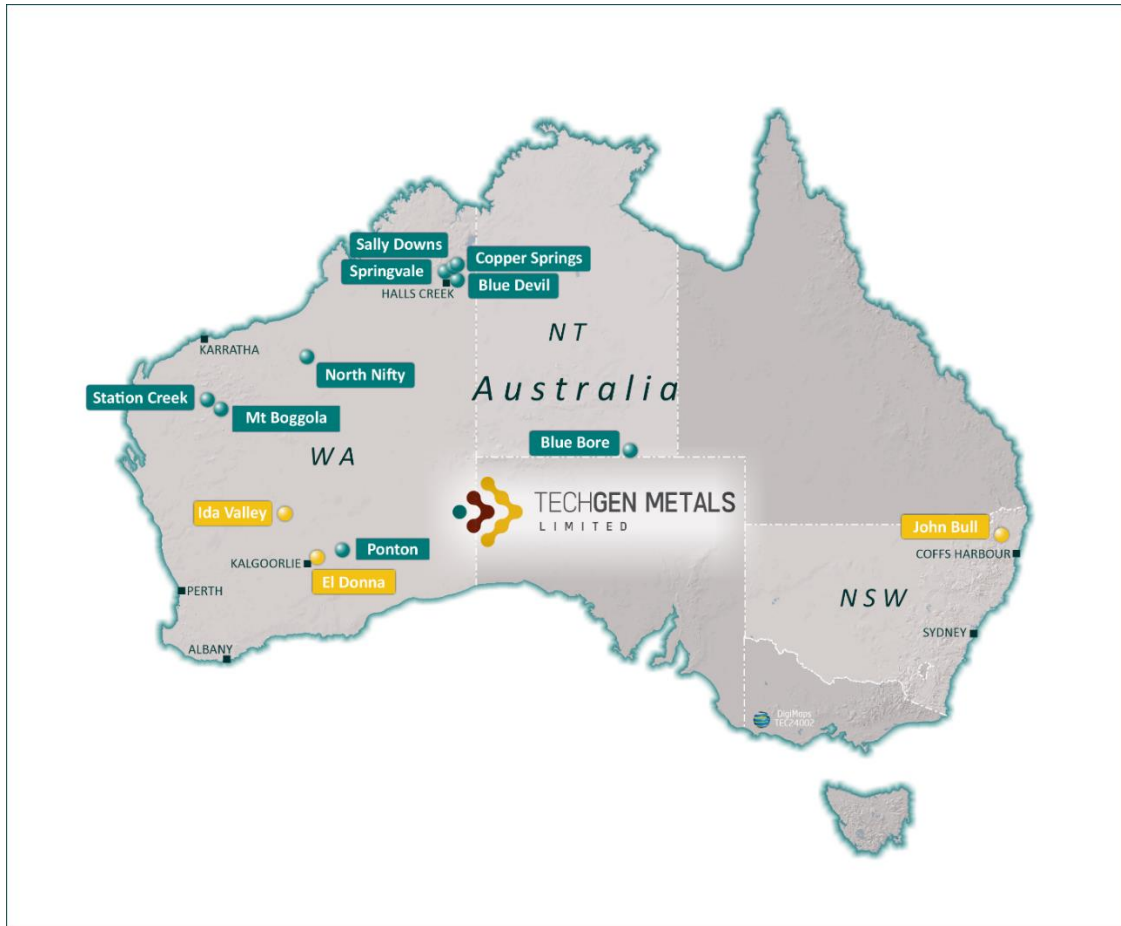 Sally Downs
Copper Springs
Springvale
Blue Devil
HALLS CREEK
NT
KARRATHA
North Nifty
Australia
Station Creek
Mt Boggola
Blue Bore
WA
TECHGEN METALS
LIMITED
Ida Valley
John Bull
Ponton
COFFS HARBOUR
KALGOORLIE
El Donna
PERTH
NSW
SYDNEY
ALBANY
DigiMaps
TEC24002